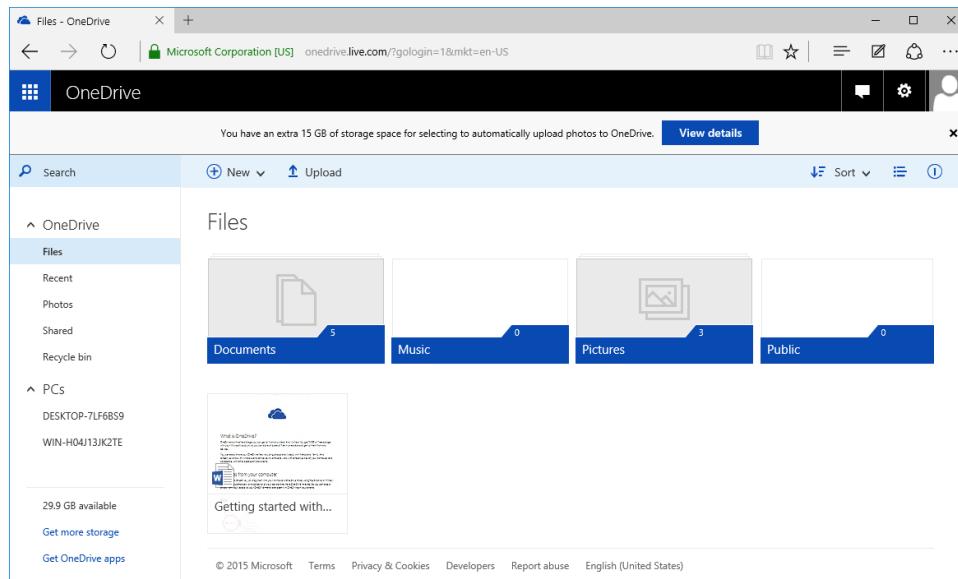 Files - OneDrive
Microsoft Corporation [US] onedrive.live.com/?gologin=1&mkt=en-US
OneDrive
You have an extra 15 GB of storage space for selecting to automatically upload photos to OneDrive. View details
Search
New
Upload
Sort
OneDrive
Files
Recent
Photos
Shared
Recycle bin
PCs
DESKTOP-7LF6BS9
WIN-H04J13JK2TE
29.9 GB available
Get more storage
Get OneDrive apps
Files
5
Documents
0
Music
3
Pictures
0
Public
What is OneDrive?
from your computer
Getting started with...
© 2015 Microsoft Terms Privacy & Cookies Developers Report abuse English (United States)